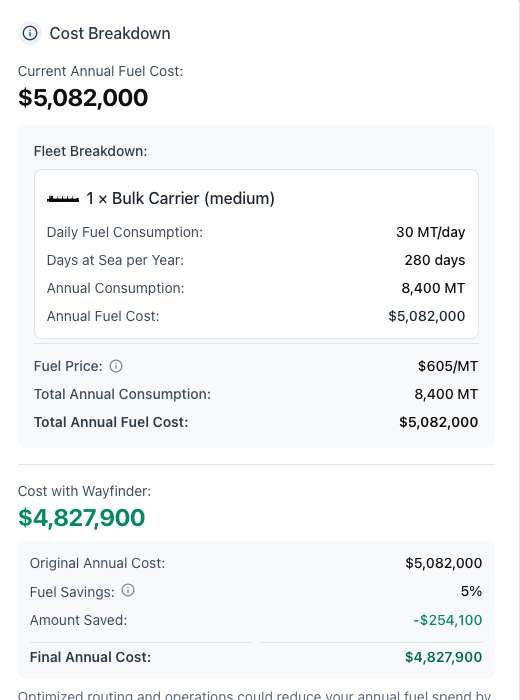 Cost Breakdown
Current Annual Fuel Cost:
$5,082,000
Fleet Breakdown:
1 × Bulk Carrier (medium)
Daily Fuel Consumption: 30 MT/day
Days at Sea per Year: 280 days
Annual Consumption: 8,400 MT
Annual Fuel Cost: $5,082,000
Fuel Price: $605/MT
Total Annual Consumption: 8,400 MT
Total Annual Fuel Cost: $5,082,000
Cost with Wayfinder:
$4,827,900
Original Annual Cost: $5,082,000
Fuel Savings: 5%
Amount Saved: -$254,100
Final Annual Cost: $4,827,900
Optimized routing and operations could reduce your annual fuel spend by